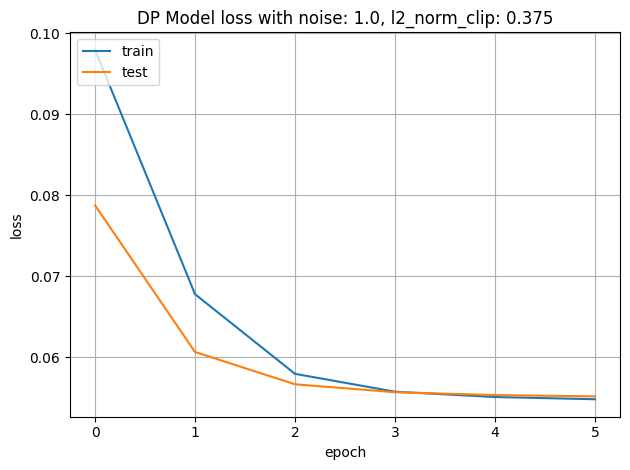 DP Model loss with noise: 1.0, l2_norm_clip: 0.375
train
test
0.10
0.09
0.08
0.07
0.06
loss
0 1 2 3 4 5
epoch